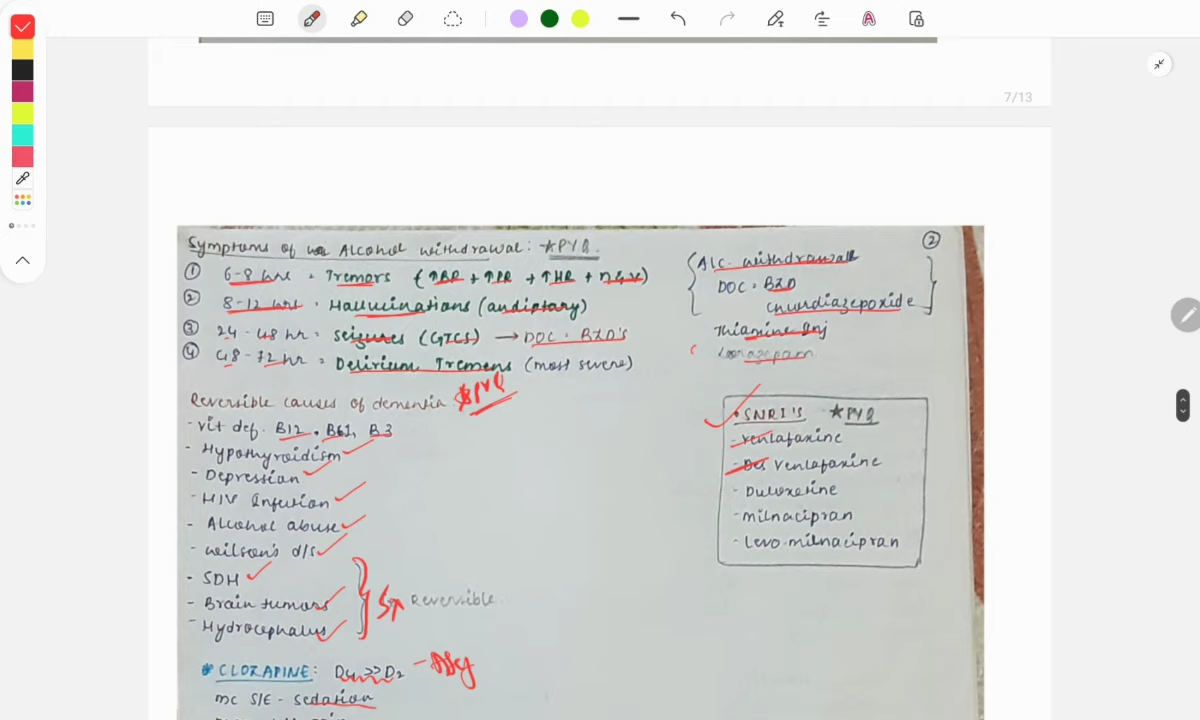 7/13
Symptoms of Alcohol withdrawal: ★PYQ
②
① 6-8 hrs = Tremors (↑BP + ↑PR + ↑HR + n&v)
② 8-12 hrs = Hallucinations (audiotary)
③ 24-48 hr = seizures (GTCS) → DOC = BZD's
④ 48-72 hr = Delirium Tremens (most severe)
Alc. withdrawal
DOC = BZD
Chlordiazepoxide
Thiamine Inj
Lorazepam
Reversible causes of dementia ★PYQ
- vit def. B12, B61, B3
- Hypothyroidism
- Depression
- HIV Infection
- Alcohol abuse
- Wilson's d/s
- SDH
- Brain tumors
- Hydrocephalus
Reversible
• SNRI'S ★PYQ
- Venlafaxine
- Des Venlafaxine
- Duloxetine
- milnacipran
- Levo-milnacipran
* CLOZAPINE: D4 >> D2
mc S/E - sedation